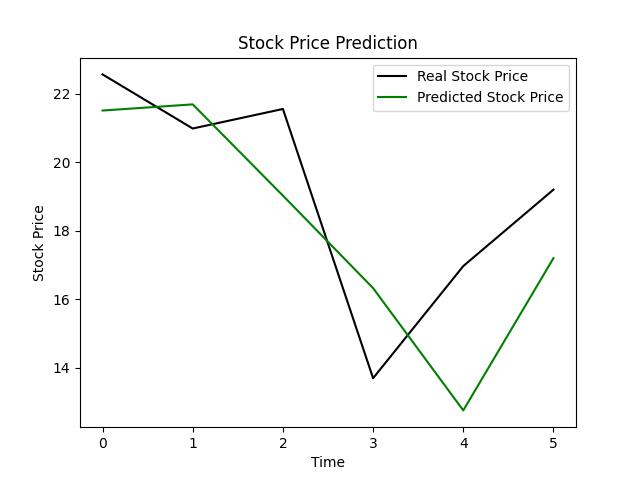 Stock Price Prediction
Real Stock Price
Predicted Stock Price
Stock Price
22
20
18
16
14
0 1 2 3 4 5
Time